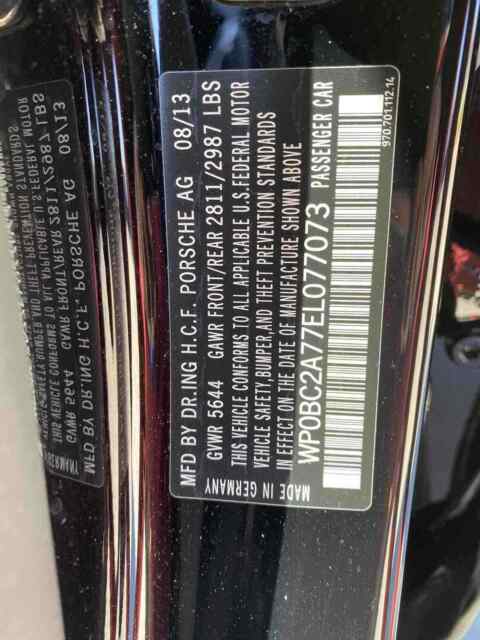 MFD BY DR.ING H.C.F. PORSCHE AG 08/13
GVWR 5644 GAWR FRONT/REAR 2811/2987 LBS
THIS VEHICLE CONFORMS TO ALL APPLICABLE U.S.FEDERAL MOTOR
VEHICLE SAFETY,BUMPER,AND THEFT PREVENTION STANDARDS
IN EFFECT ON THE DATE OF MANUFACTURE SHOWN ABOVE
WP0BC2A77EL077073 PASSENGER CAR
MADE IN GERMANY
970.701.112.14